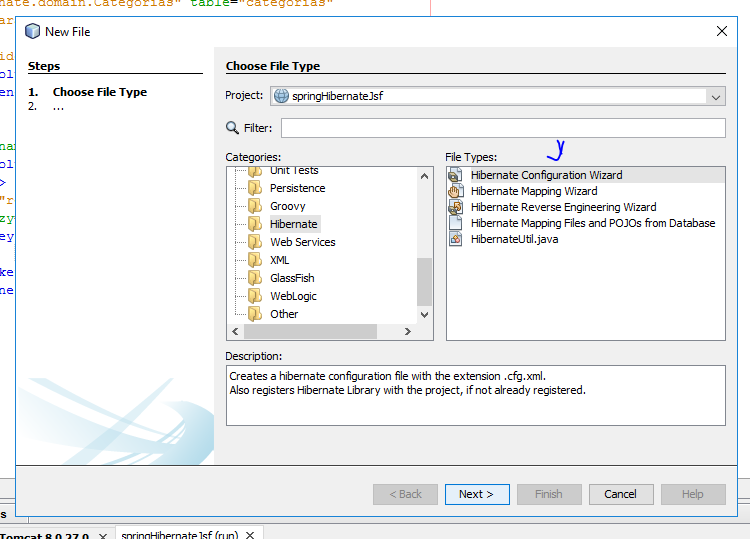 nate.domain.Categorias" table="categorias"
New File
Steps
1. Choose File Type
2. ...
Choose File Type
Project: springHibernateJsf
Filter:
Categories:
Unit Tests
Persistence
Groovy
Hibernate
Web Services
XML
GlassFish
WebLogic
Other
File Types:
Hibernate Configuration Wizard
Hibernate Mapping Wizard
Hibernate Reverse Engineering Wizard
Hibernate Mapping Files and POJOs from Database
HibernateUtil.java
Description:
Creates a hibernate configuration file with the extension .cfg.xml.
Also registers Hibernate Library with the project, if not already registered.
< Back
Next >
Finish
Cancel
Help
Tomcat 8.0.27.0
springHibernateJsf (run)